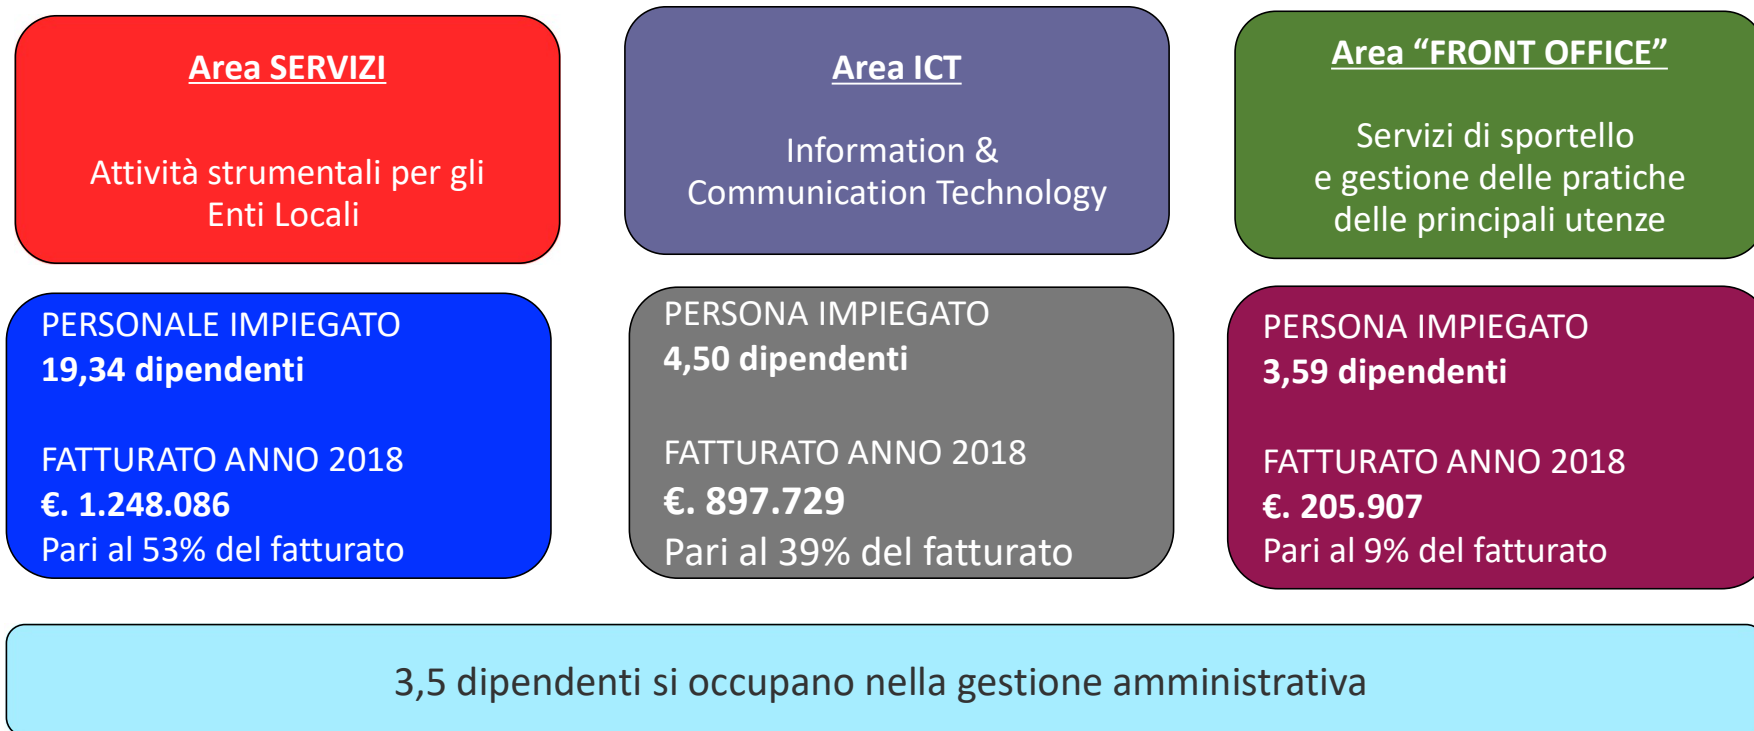 Area SERVIZI
Attività strumentali per gli
Enti Locali
Area ICT
Information &
Communication Technology
Area “FRONT OFFICE”
Servizi di sportello
e gestione delle pratiche
delle principali utenze
PERSONALE IMPIEGATO
19,34 dipendenti
FATTURATO ANNO 2018
€. 1.248.086
Pari al 53% del fatturato
PERSONA IMPIEGATO
4,50 dipendenti
FATTURATO ANNO 2018
€. 897.729
Pari al 39% del fatturato
PERSONA IMPIEGATO
3,59 dipendenti
FATTURATO ANNO 2018
€. 205.907
Pari al 9% del fatturato
3,5 dipendenti si occupano nella gestione amministrativa